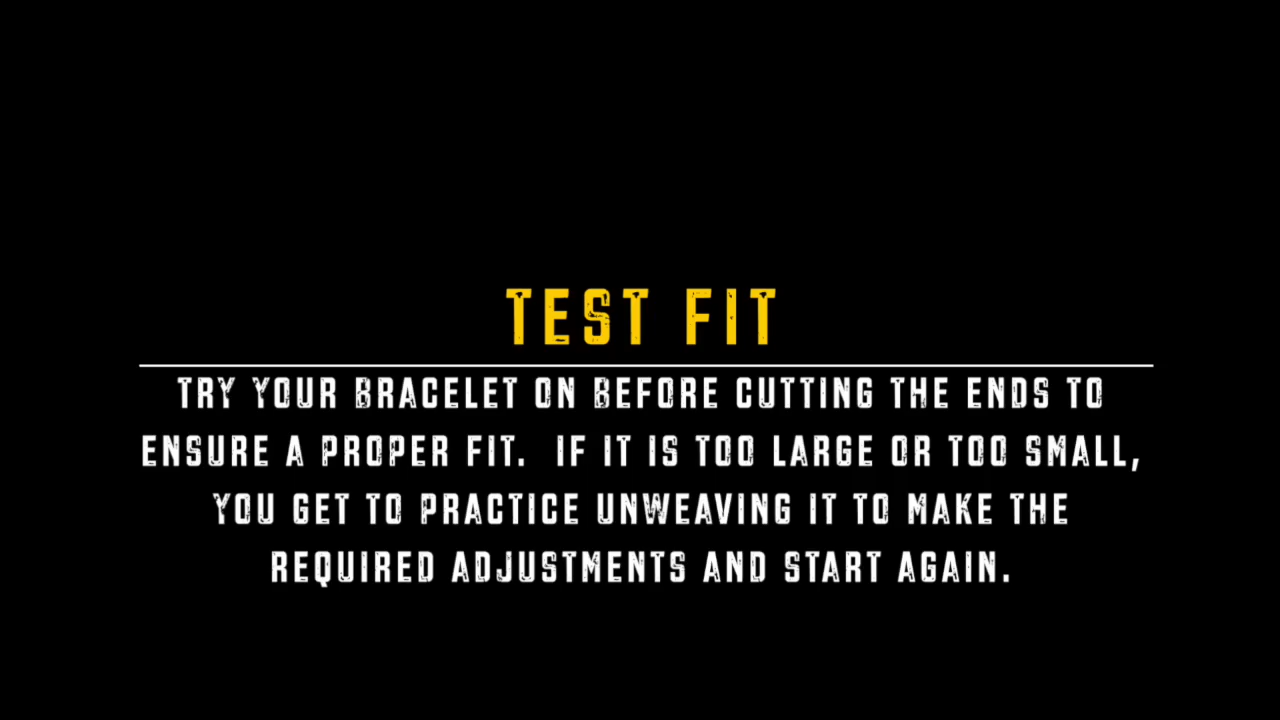 TEST FIT
TRY YOUR BRACELET ON BEFORE CUTTING THE ENDS TO
ENSURE A PROPER FIT.  IF IT IS TOO LARGE OR TOO SMALL,
YOU GET TO PRACTICE UNWEAVING IT TO MAKE THE
REQUIRED ADJUSTMENTS AND START AGAIN.